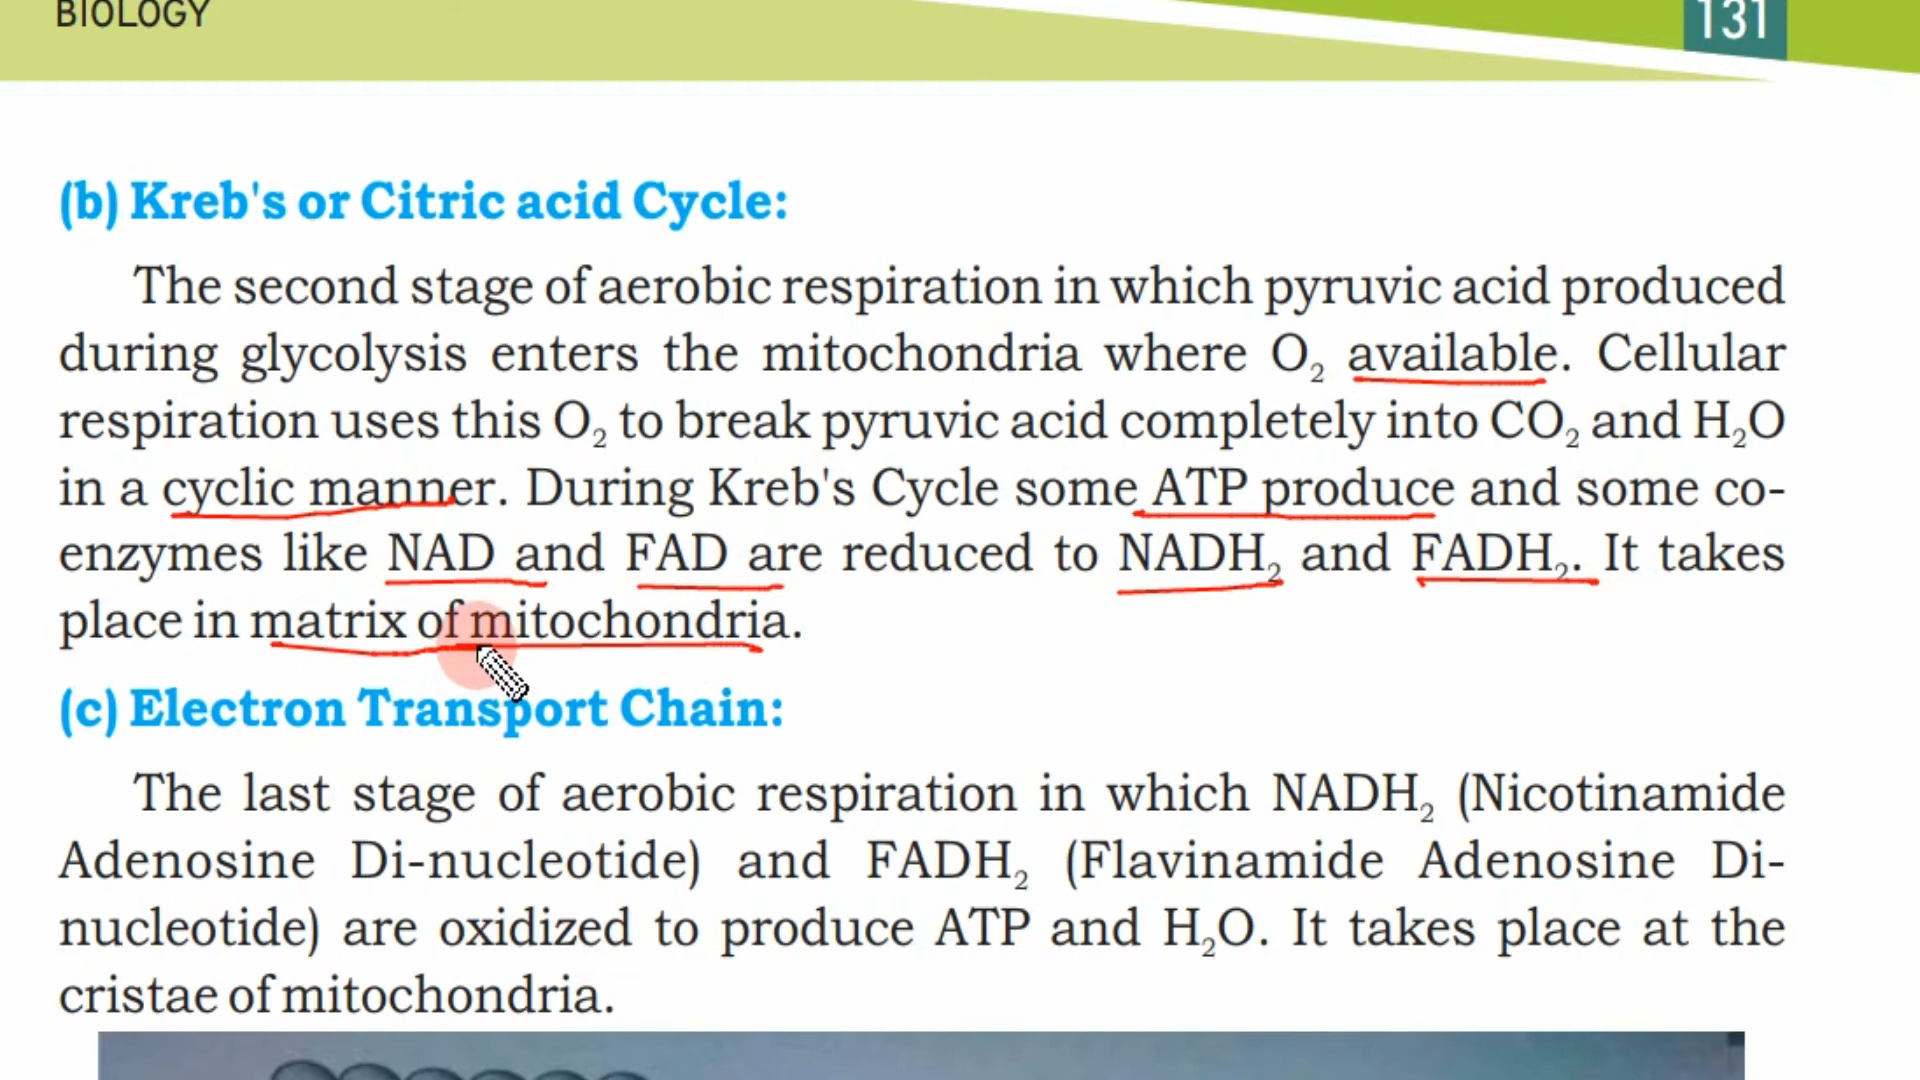 BIOLOGY
131
(b) Kreb's or Citric acid Cycle:
The second stage of aerobic respiration in which pyruvic acid produced
during glycolysis enters the mitochondria where O₂ available. Cellular
respiration uses this O₂ to break pyruvic acid completely into CO₂ and H₂O
in a cyclic manner. During Kreb's Cycle some ATP produce and some co-
enzymes like NAD and FAD are reduced to NADH₂ and FADH₂. It takes
place in matrix of mitochondria.
(c) Electron Transport Chain:
The last stage of aerobic respiration in which NADH₂ (Nicotinamide
Adenosine Di-nucleotide) and FADH₂ (Flavinamide Adenosine Di-
nucleotide) are oxidized to produce ATP and H₂O. It takes place at the
cristae of mitochondria.